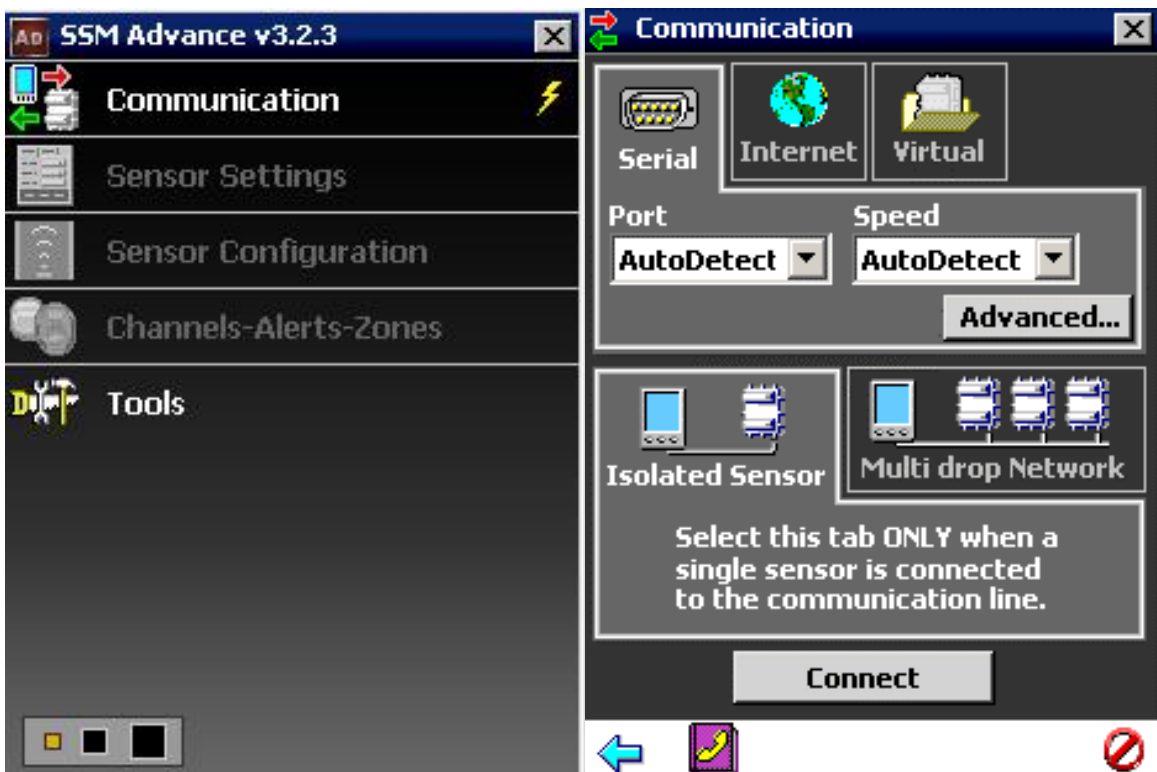 AD SSM Advance v3.2.3
Communication
Sensor Settings
Sensor Configuration
Channels-Alerts-Zones
D Tools
Communication
Serial Internet Virtual
Port Speed
AutoDetect AutoDetect
Advanced...
Isolated Sensor Multi drop Network
Select this tab ONLY when a
single sensor is connected
to the communication line.
Connect